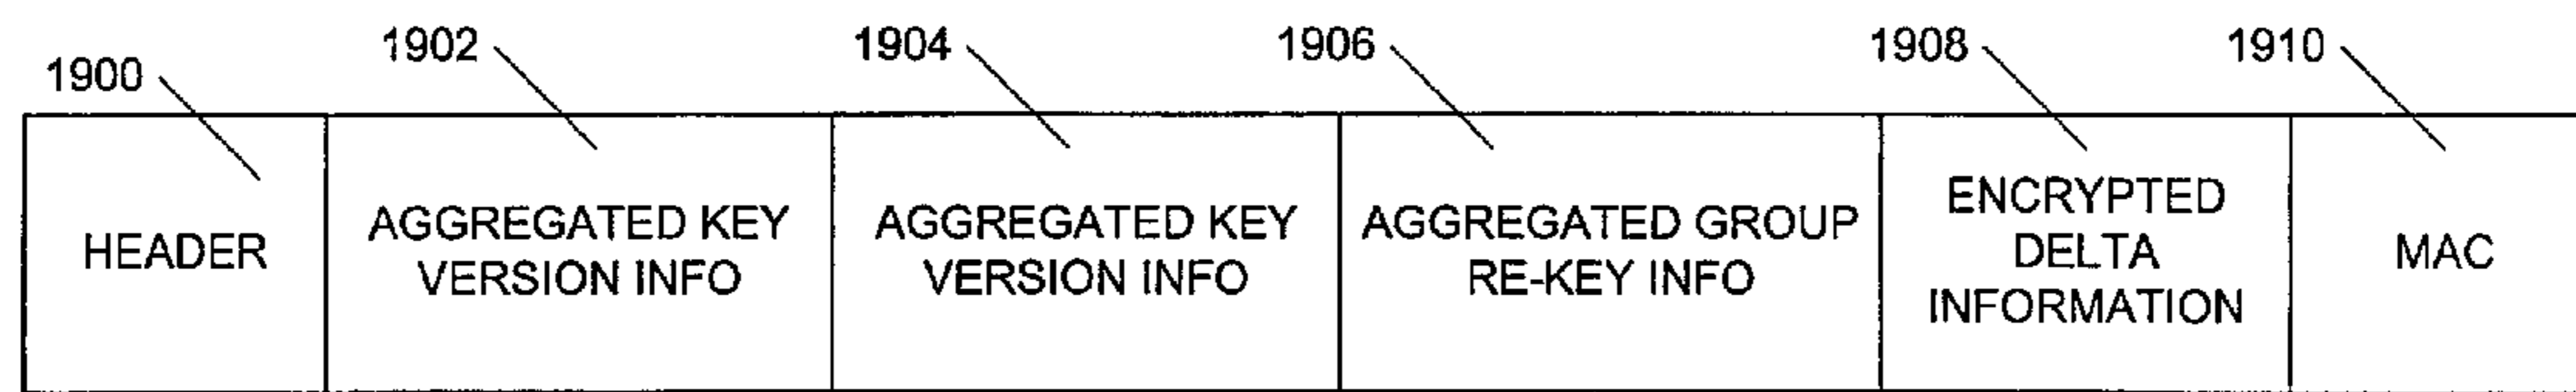 1900
1902
1904
1906
1908
1910
HEADER
AGGREGATED KEY
VERSION INFO
AGGREGATED KEY
VERSION INFO
AGGREGATED GROUP
RE-KEY INFO
ENCRYPTED
DELTA
INFORMATION
MAC